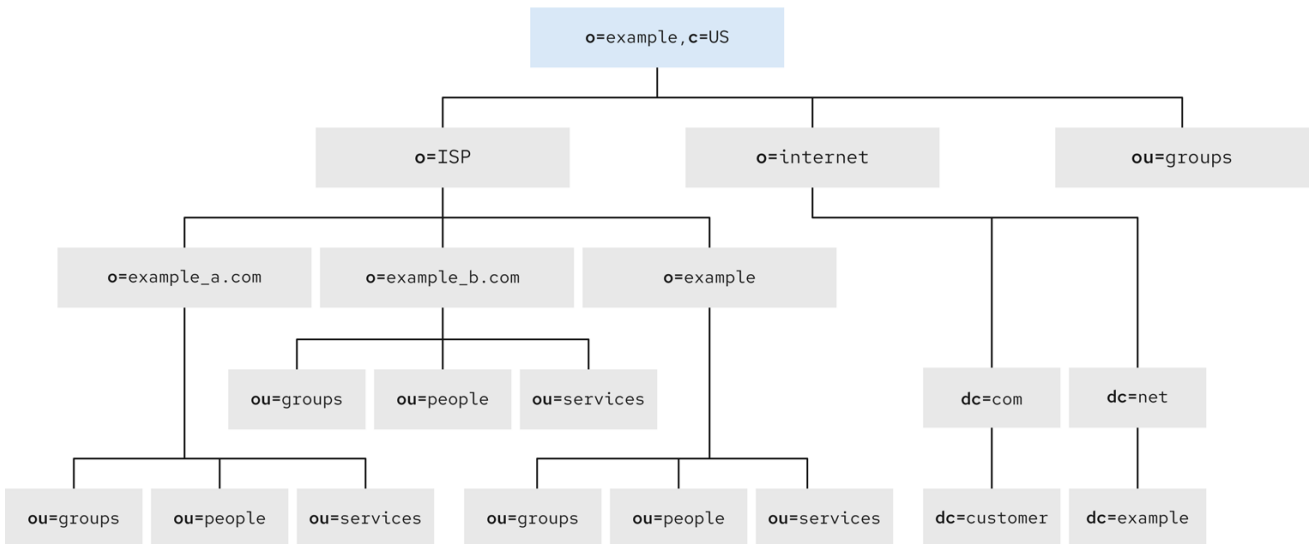 o=example,c=US
o=ISP
o=internet
ou=groups
o=example_a.com
o=example_b.com
o=example
ou=groups
ou=people
ou=services
dc=com
dc=net
ou=groups
ou=people
ou=services
ou=groups
ou=people
ou=services
dc=customer
dc=example